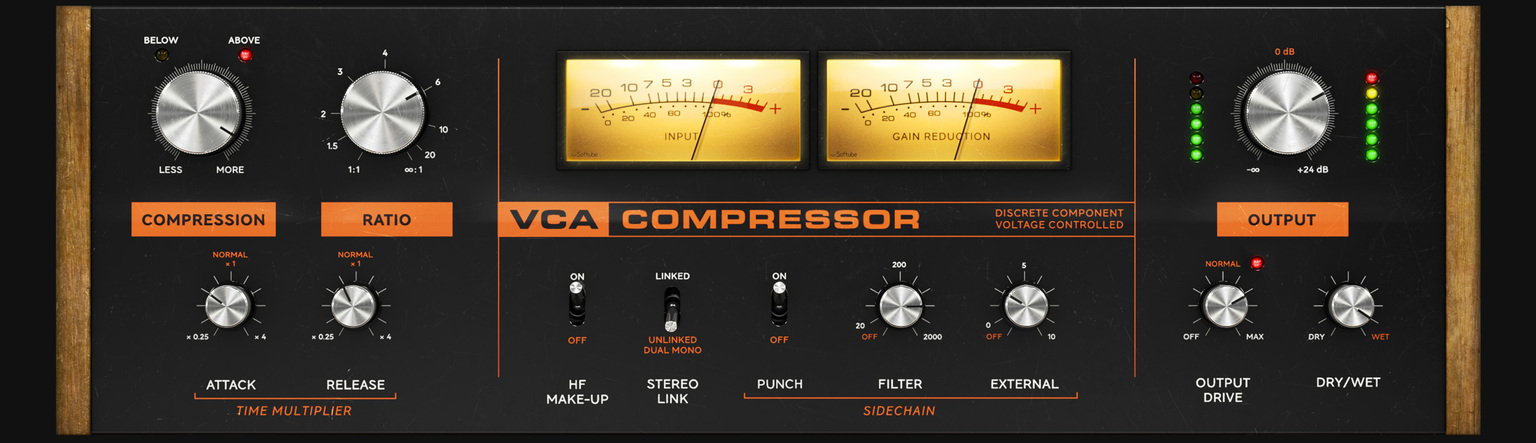 BELOW
ABOVE
LESS
MORE
COMPRESSION
1:1
1.5
2
3
4
6
10
20
∞:1
RATIO
NORMAL
× 1
× 0.25
× 4
ATTACK
NORMAL
× 1
× 0.25
× 4
RELEASE
TIME MULTIPLIER
- 20 10 7 5 3 0 3 +
0 20 40 60 100%
INPUT
Softube
- 20 10 7 5 3 0 3 +
0 20 40 60 100%
GAIN REDUCTION
Softube
VCA COMPRESSOR
DISCRETE COMPONENT
VOLTAGE CONTROLLED
ON
OFF
HF
MAKE-UP
LINKED
UNLINKED
DUAL MONO
STEREO
LINK
ON
OFF
PUNCH
200
20
OFF
2000
FILTER
5
0
OFF
10
EXTERNAL
SIDECHAIN
0 dB
-∞
+24 dB
OUTPUT
NORMAL
OFF
MAX
OUTPUT
DRIVE
DRY
WET
DRY/WET